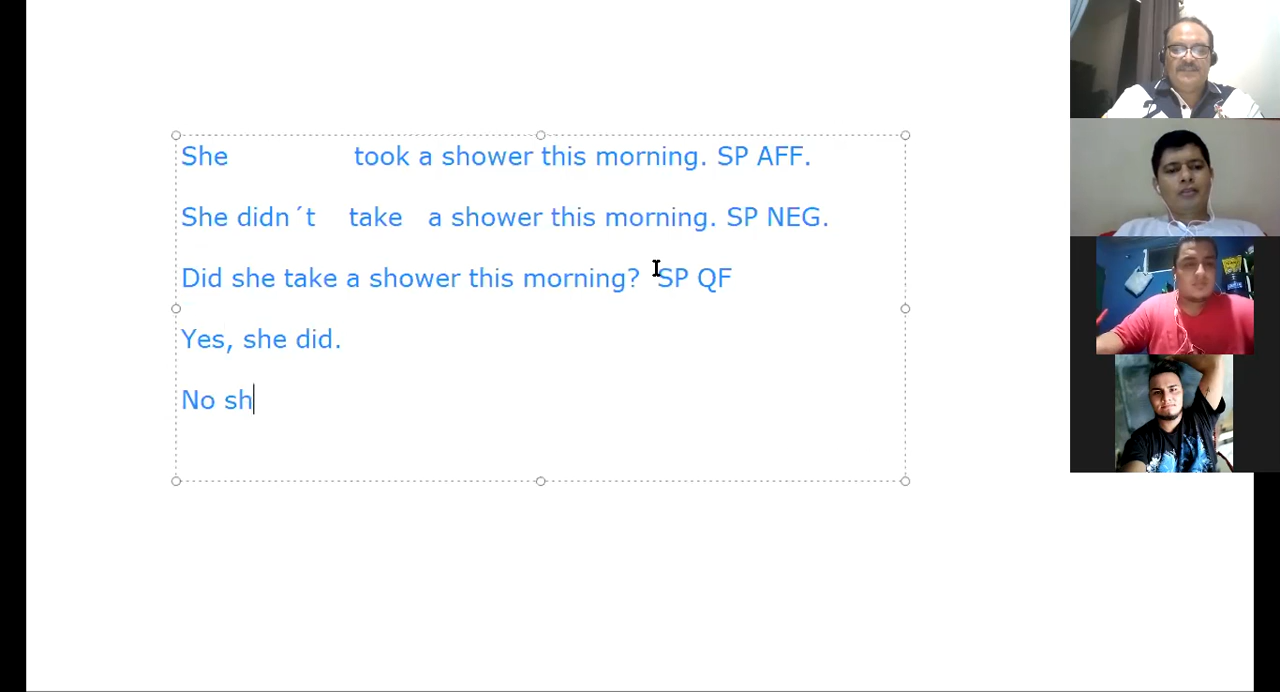 She took a shower this morning. SP AFF.
She didn´t take a shower this morning. SP NEG.
Did she take a shower this morning? SP QF
Yes, she did.
No sh